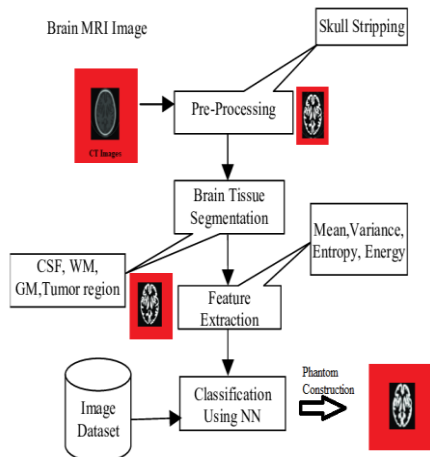 Brain MRI Image
Skull Stripping
CT Images
Pre-Processing
Brain Tissue
Segmentation
Mean,Variance,
Entropy, Energy
CSF, WM,
GM,Tumor region
Feature
Extraction
Phantom
Construction
Image
Dataset
Classification
Using NN